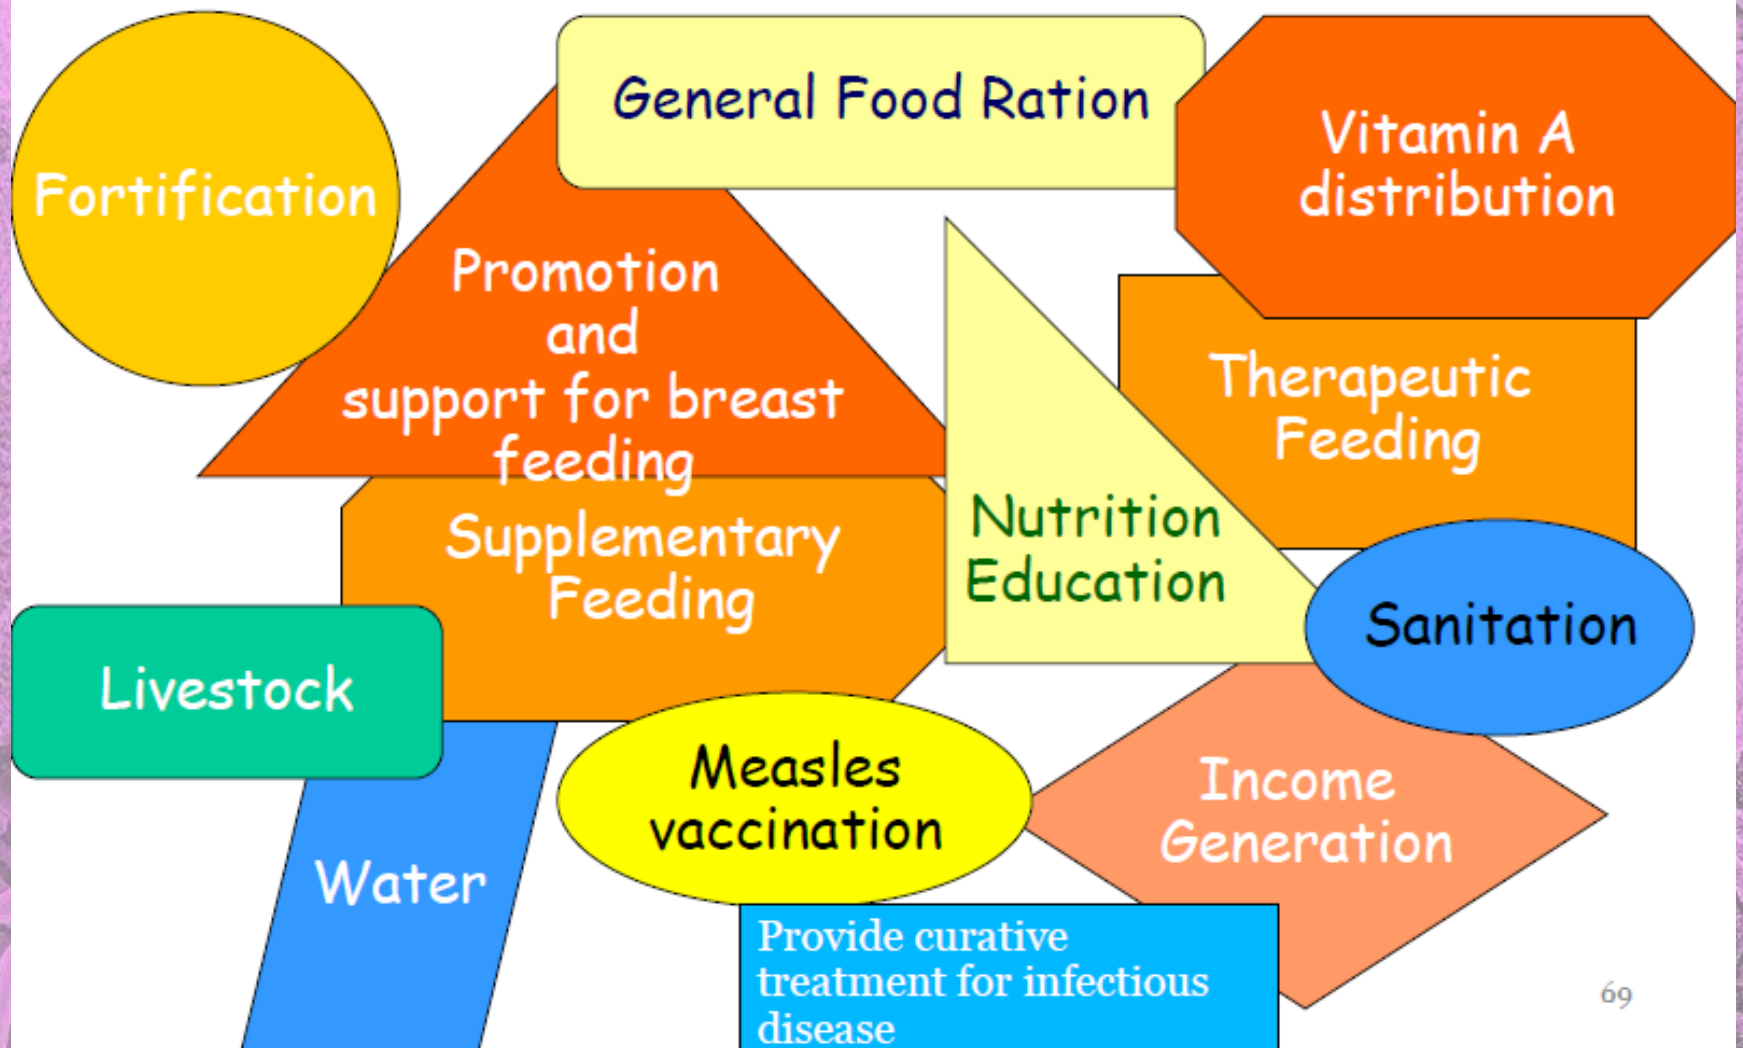 General Food Ration
Vitamin A
distribution
Fortification
Promotion
and
support for breast
feeding
Therapeutic
Feeding
Supplementary
Feeding
Nutrition
Education
Sanitation
Livestock
Measles
vaccination
Income
Generation
Water
Provide curative
treatment for infectious
disease
69